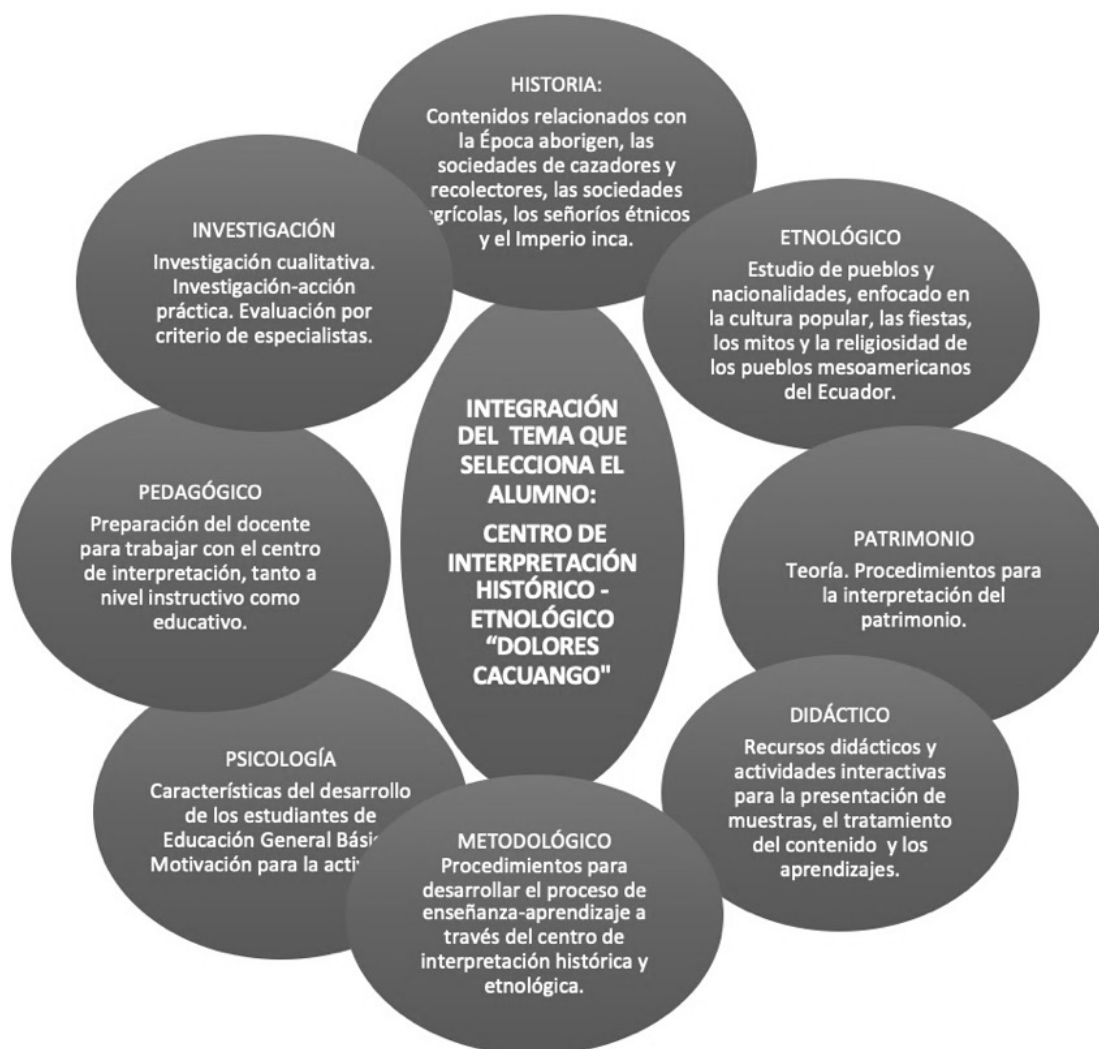 HISTORIA:
Contenidos relacionados con
la Época aborigen, las
sociedades de cazadores y
recolectores, las sociedades
agrícolas, los señoríos étnicos
y el Imperio inca.
ETNOLÓGICO
Estudio de pueblos y
nacionalidades, enfocado en
la cultura popular, las fiestas,
los mitos y la religiosidad de
los pueblos mesoamericanos
del Ecuador.
PATRIMONIO
Teoría. Procedimientos para
la interpretación del
patrimonio.
DIDÁCTICO
Recursos didácticos y
actividades interactivas
para la presentación de
muestras, el tratamiento
del contenido y los
aprendizajes.
METODOLÓGICO
Procedimientos para
desarrollar el proceso de
enseñanza-aprendizaje a
través del centro de
interpretación histórica y
etnológica.
PSICOLOGÍA
Características del desarrollo
de los estudiantes de
Educación General
Motivación para la
PEDAGÓGICO
Preparación del docente
para trabajar con el centro
de interpretación, tanto a
nivel instructivo como
educativo.
INVESTIGACIÓN
Investigación cualitativa.
Investigación-acción
práctica. Evaluación por
criterio de especialistas.
INTEGRACIÓN
DEL TEMA QUE
SELECCIONA EL
ALUMNO:
CENTRO DE
INTERPRETACIÓN
HISTÓRICO -
ETNOLÓGICO
“DOLORES
CACUANGO"